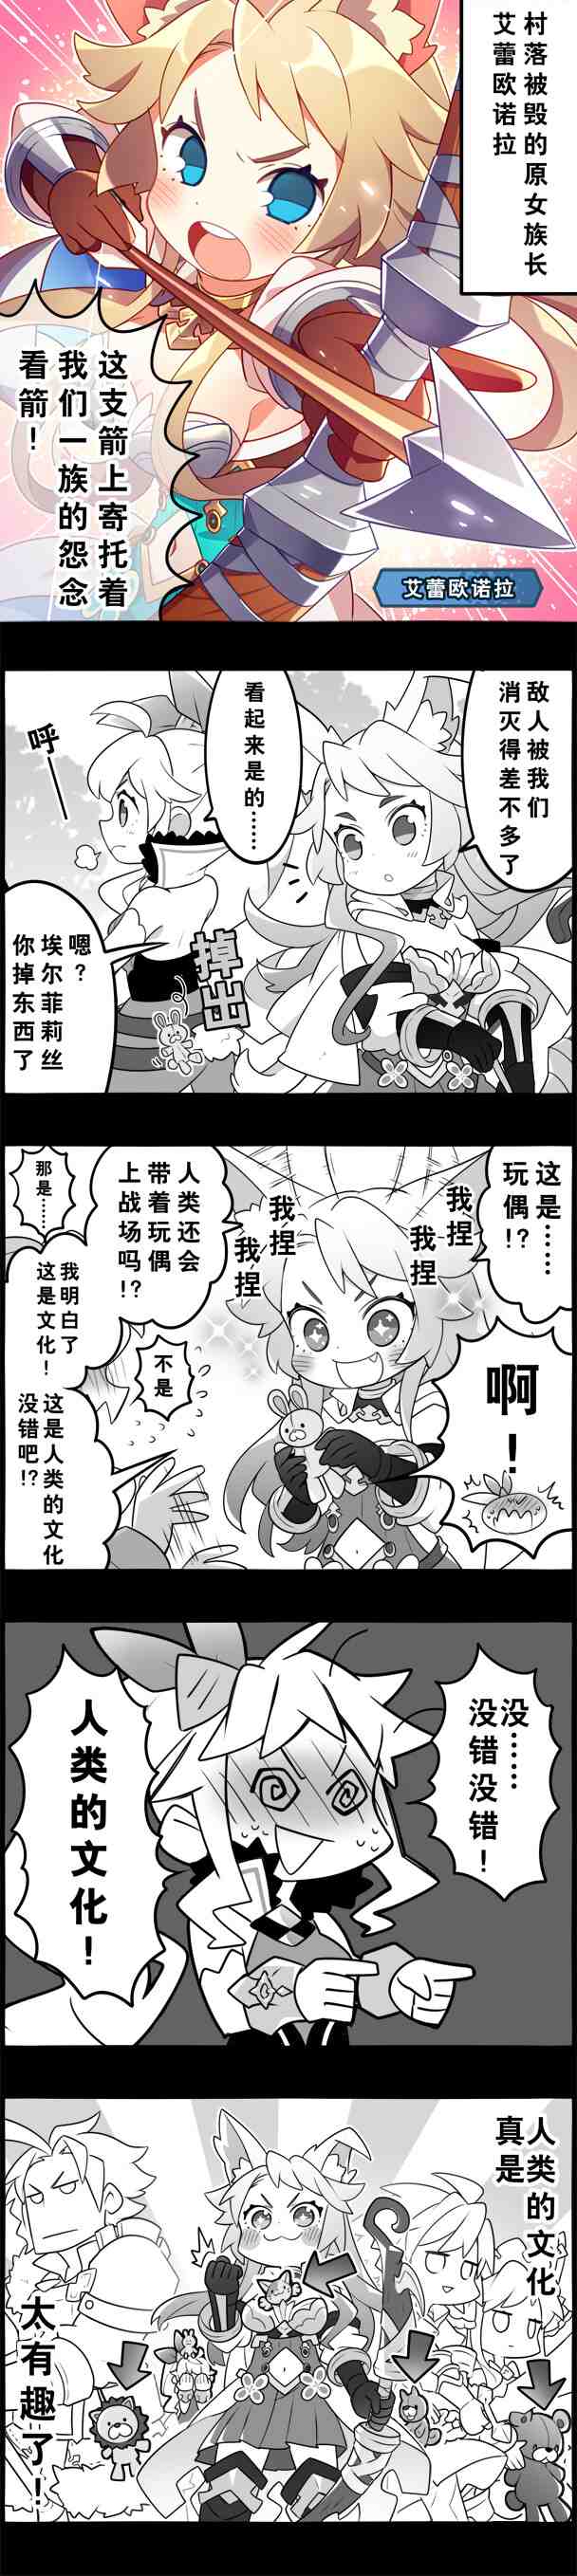 村落被毁的原女族长
艾蕾欧诺拉
这支箭上寄托着
我们一族的怨念
看箭！
艾蕾欧诺拉
敌人被我们
消灭得差不多了
看起来是的……
呼——
掉出
嗯？
埃尔菲莉丝
你掉东西了
这是……
玩偶!?
啊！
我捏
我捏
我捏
我捏
人类还会
带着玩偶
上战场吗!?
不是
那是……
我明白了
这是文化！
这是人类的文化
没错吧!?
没……
没错没错！
人类的文化！
人类的文化
真是
太有趣了！